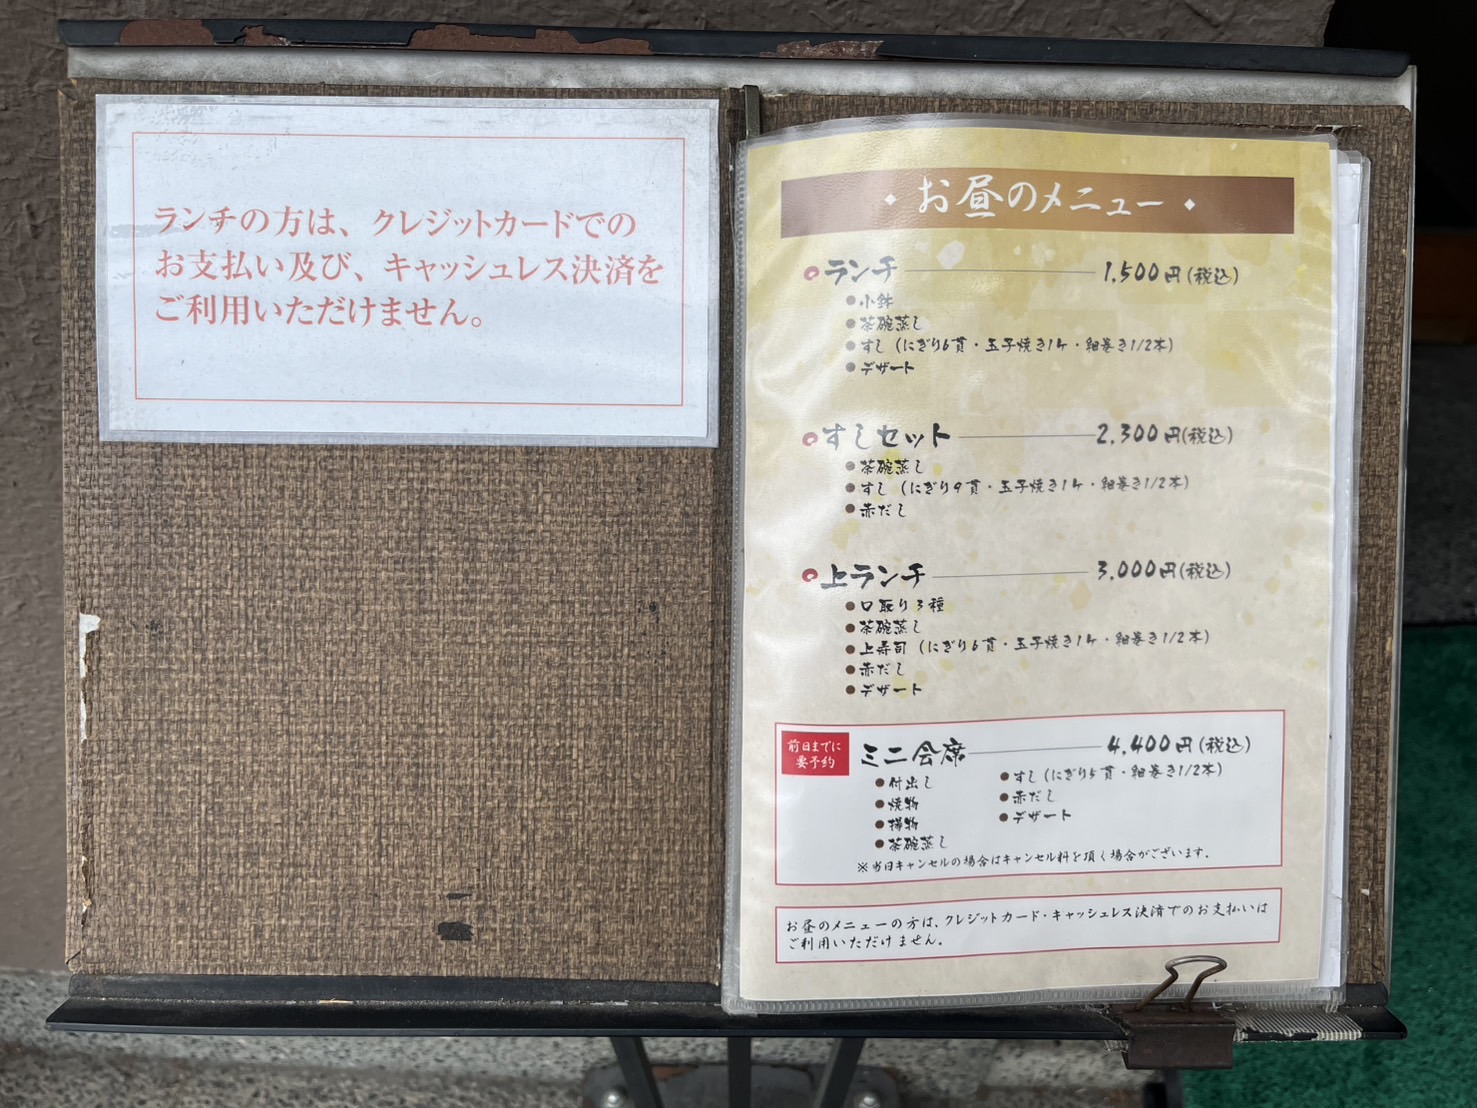 ランチの方は、クレジットカードでの
お支払い及び、キャッシュレス決済を
ご利用いただけません。
お昼のメニュー
ランチ 1,500円(税込)
小鉢
茶碗蒸し
すし(にぎり6貫・玉子焼き1ケ・細巻き1/2本)
デザート
すしセット 2,300円(税込)
茶碗蒸し
すし(にぎり9貫・玉子焼き1ケ・細巻き1/2本)
赤だし
上ランチ 3,000円(税込)
口取り3種
茶碗蒸し
上寿司(にぎり6貫・玉子焼き1ケ・細巻き1/2本)
赤だし
デザート
前日までに
要予約
ミニ会席 4,400円(税込)
付出し
焼物
揚物
茶碗蒸し
すし(にぎり5貫・細巻き1/2本)
赤だし
デザート
※当日キャンセルの場合はキャンセル料を頂く場合がございます。
お昼のメニューの方は、クレジットカード・キャッシュレス決済でのお支払いは
ご利用いただけません。